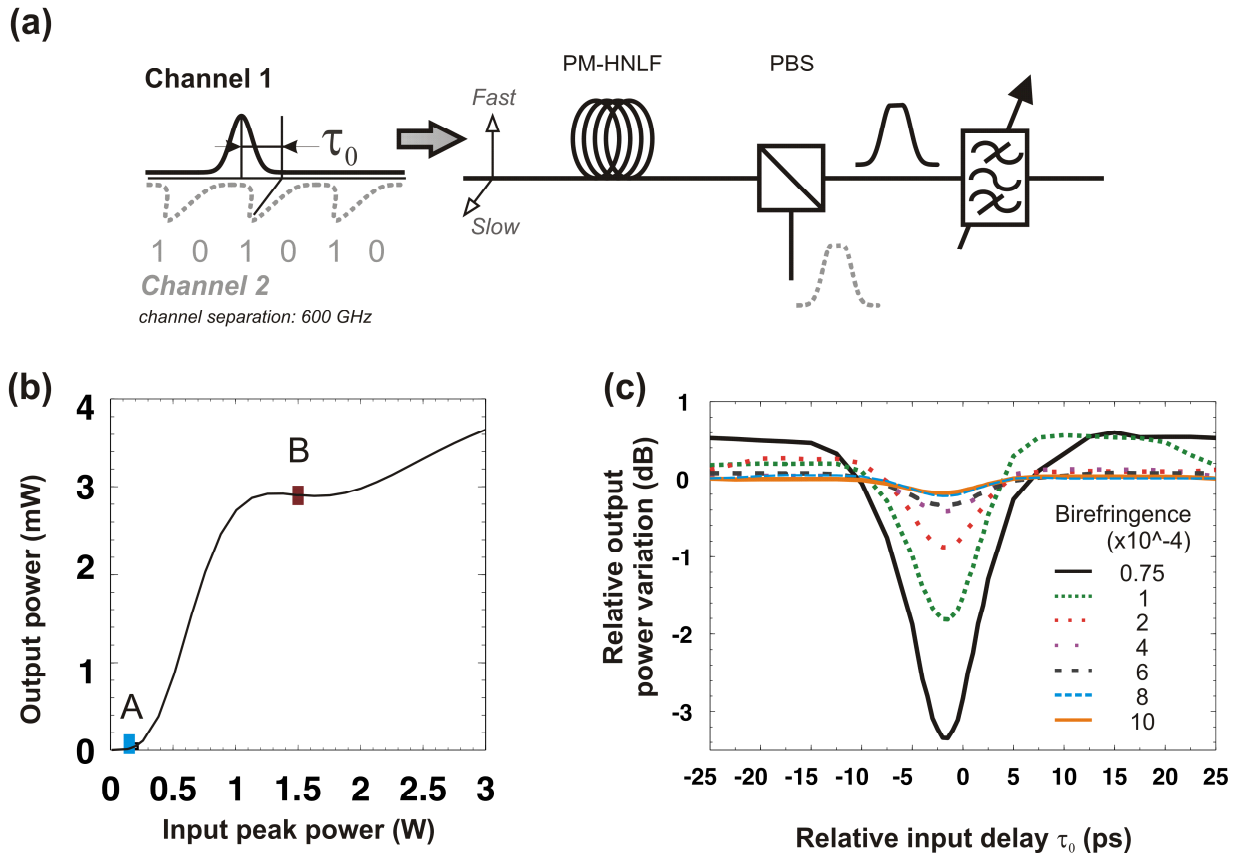 (a)
Channel 1
τ0
1 0 1 0 1 0
Channel 2
channel separation: 600 GHz
Fast
Slow
PM-HNLF
PBS
(b)
Output power (mW)
4
3
2
1
0
A
B
0 0.5 1 1.5 2 2.5 3
Input peak power (W)
(c)
Relative output
power variation (dB)
1
0
-1
-2
-3
Birefringence
(x10^-4)
0.75
1
2
4
6
8
10
-25 -20 -15 -10 -5 0 5 10 15 20 25
Relative input delay τ0 (ps)